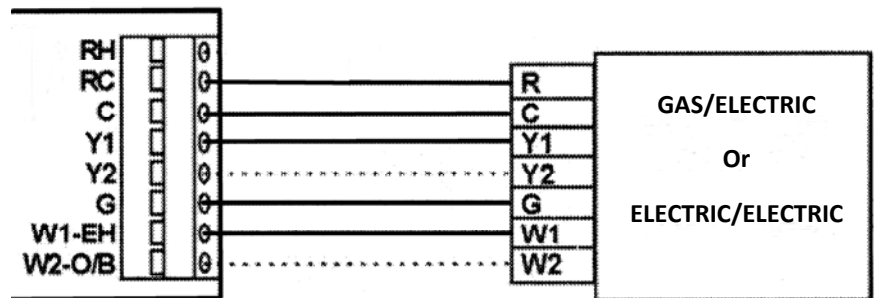 RH
RC
C
Y1
Y2
G
W1-EH
W2-O/B
R
C
Y1
Y2
G
W1
W2
GAS/ELECTRIC
Or
ELECTRIC/ELECTRIC